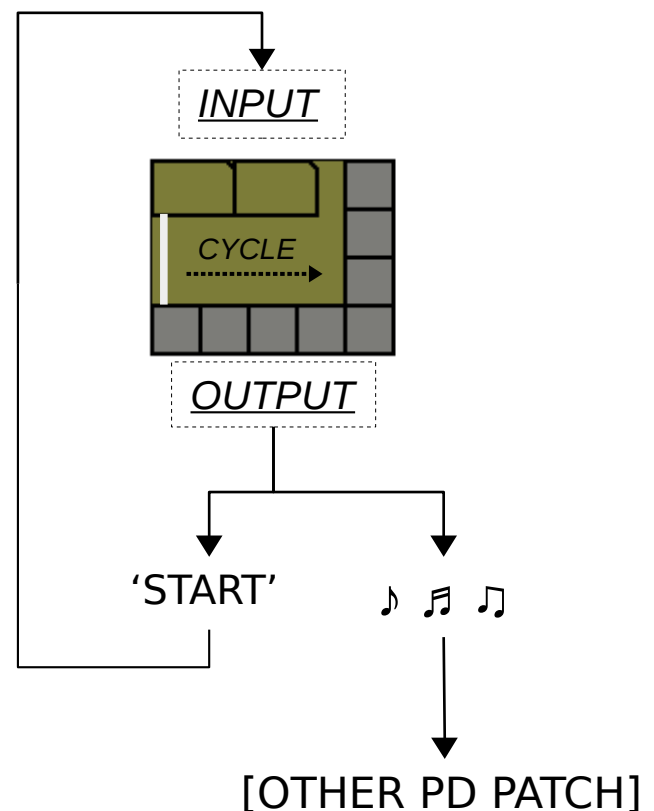 INPUT
CYCLE
OUTPUT
‘START’
♪ ♬ ♫
[OTHER PD PATCH]